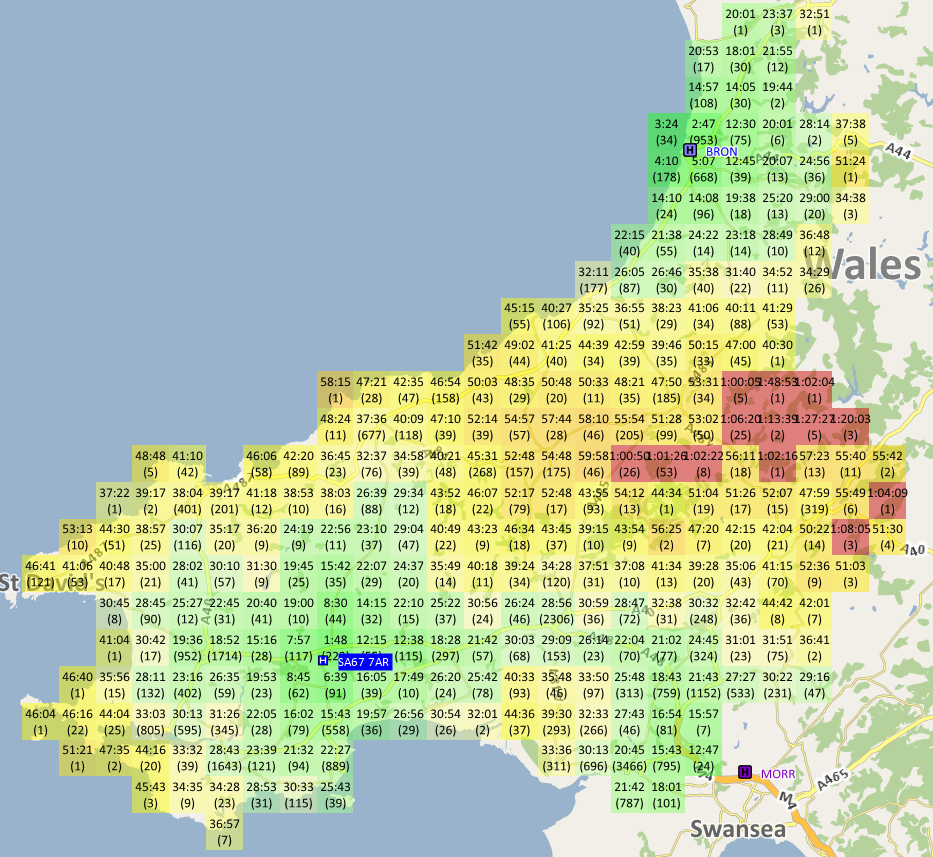 20:01 23:37 32:51
(1) (3) (1)
20:53 18:01 21:55
(17) (30) (12)
14:57 14:05 19:44
(108) (30) (2)
3:24 2:47 12:30 20:01 28:14 37:38
(34) (953) (75) (6) (2) (5)
BRON A44 A44
4:10 5:07 12:45 20:07 24:56 51:24
(178) (668) (39) (13) (36) (1)
14:10 14:08 19:38 25:20 29:00 34:38
(24) (96) (18) (13) (20) (3)
22:15 21:38 24:22 23:18 28:49 36:48
(40) (55) (14) (14) (10) (12)
Wales
32:11 26:05 26:46 35:38 31:40 34:52 34:29
(177) (87) (30) (40) (22) (11) (26)
45:15 40:27 35:25 36:55 38:23 41:06 40:11 41:29
(55) (106) (92) (51) (29) (34) (88) (53)
51:42 49:02 41:25 44:39 42:59 39:46 50:15 47:00 40:30
(35) (44) (40) (34) (39) (35) (33) (45) (1)
58:15 47:21 42:35 46:54 50:03 48:35 50:48 50:33 48:21 47:50 53:31 1:00:05 1:48:53 1:02:04
(1) (28) (47) (158) (43) (29) (20) (11) (35) (185) (34) (5) (1) (1)
48:24 37:36 40:09 47:10 52:14 54:57 57:44 58:10 55:54 51:28 53:02 1:06:20 1:13:39 1:27:27 1:20:03
(11) (677) (118) (39) (39) (57) (28) (46) (205) (99) (50) (25) (2) (5) (3)
48:48 41:10 46:06 42:20 36:45 32:37 34:58 40:21 45:31 52:48 54:48 59:58 1:00:50 1:01:26 1:02:22 56:11 1:02:16 57:23 55:40 55:42
(5) (42) (58) (89) (23) (76) (39) (48) (268) (157) (175) (46) (26) (53) (8) (18) (1) (13) (11) (2)
37:22 39:17 38:04 39:17 41:18 38:53 38:03 26:39 29:34 43:52 46:07 52:17 52:48 43:55 54:12 44:34 51:04 51:26 52:07 47:59 55:49 1:04:09
(1) (2) (401) (201) (12) (10) (16) (88) (12) (18) (22) (79) (17) (93) (13) (1) (19) (17) (15) (319) (6) (1)
53:13 44:30 38:57 30:07 35:17 36:20 24:19 22:56 23:10 29:04 40:49 43:23 46:34 43:45 39:15 43:54 56:25 47:20 42:15 42:04 50:22 1:08:05 51:30
(10) (51) (25) (116) (20) (9) (9) (11) (37) (47) (22) (9) (18) (37) (10) (9) (2) (7) (20) (21) (14) (3) (4)
46:41 41:06 40:48 35:00 28:02 30:10 31:30 19:45 15:42 22:07 24:37 35:49 40:18 39:24 34:28 37:51 37:08 41:34 39:28 35:06 41:15 52:36 51:03
(121) (53) (17) (21) (41) (57) (9) (25) (35) (29) (20) (14) (11) (34) (120) (31) (10) (13) (20) (43) (70) (9) (3)
St David's
30:45 28:45 25:27 22:45 20:40 19:00 8:30 14:15 22:10 25:22 30:56 26:24 28:56 30:59 28:47 32:38 30:32 32:42 44:42 42:01
(8) (90) (12) (31) (41) (10) (44) (32) (15) (37) (24) (46) (2306) (36) (72) (31) (248) (36) (8) (7)
41:04 30:42 19:36 18:52 15:16 7:57 1:48 12:15 12:38 18:28 21:42 30:03 29:09 26:14 22:04 21:02 24:45 31:01 31:51 36:41
(1) (17) (952) (1714) (28) (117) (115) (297) (57) (68) (153) (23) (70) (77) (324) (23) (75) (2)
SA67 7AR
46:40 35:56 28:11 23:16 26:35 19:53 8:45 6:39 16:05 17:49 26:20 25:42 40:33 35:48 33:50 25:48 18:43 21:43 27:27 30:22 29:16
(1) (15) (132) (402) (59) (23) (62) (91) (39) (10) (24) (78) (93) (46) (97) (313) (759) (1152) (533) (231) (47)
46:04 46:16 44:04 33:03 30:13 31:26 22:05 16:02 15:43 19:57 26:56 30:54 32:01 44:36 39:30 32:33 27:43 16:54 15:57
(1) (22) (25) (805) (595) (345) (28) (79) (558) (36) (29) (26) (2) (37) (293) (266) (46) (81) (7)
51:21 47:35 44:16 33:32 28:43 23:39 21:32 22:27 33:36 30:13 20:45 15:43 12:47
(1) (2) (20) (39) (1643) (121) (94) (889) (311) (696) (3466) (795) (24)
MORR A465
45:43 34:35 34:28 28:53 30:33 25:43 21:42 18:01
(3) (9) (23) (31) (115) (39) (787) (101)
M4
36:57
(7)
Swansea